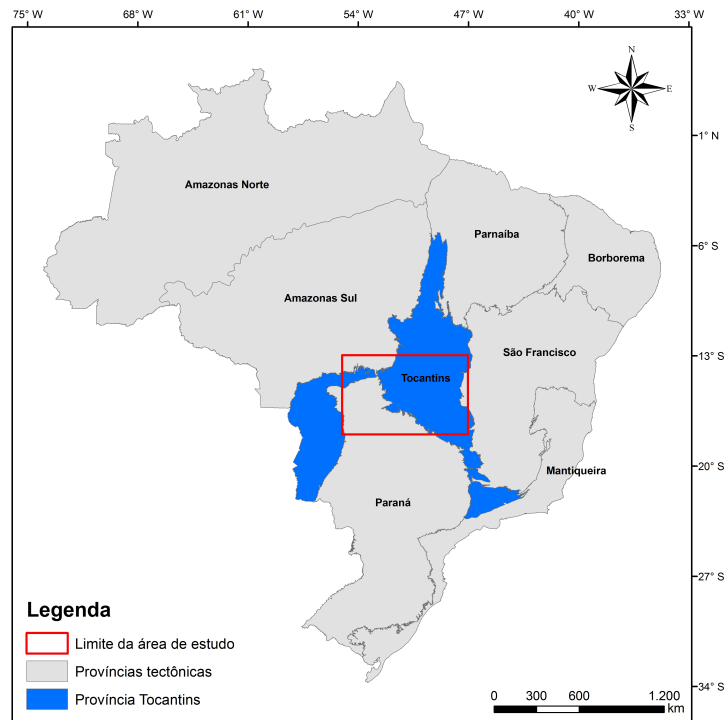 75° W 68° W 61° W 54° W 47° W 40° W 33° W
N
W E
S
1° N
Amazonas Norte
Parnaíba
6° S
Borborema
Amazonas Sul
13° S
São Francisco
Tocantins
20° S
Mantiqueira
Paraná
27° S
Legenda
Limite da área de estudo
Províncias tectônicas
Província Tocantins
34° S
0 300 600 1.200
km